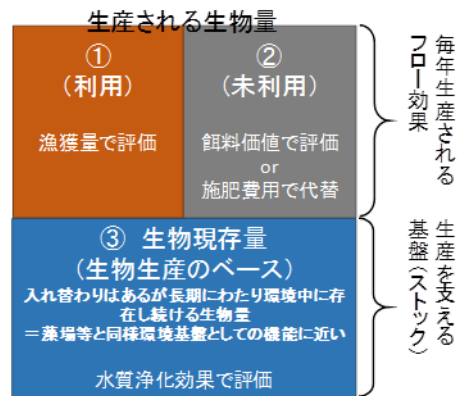 生産される生物量
①
(利用)
漁獲量で評価
②
(未利用)
餌料価値で評価
or
施肥費用で代替
毎年生産される
フロー効果
③ 生物現存量
(生物生産のベース)
入れ替わりはあるが長期にわたり環境中に存
在し続ける生物量
＝藻場等と同様環境基盤としての機能に近い
水質浄化効果で評価
生産を支える
基盤(ストック)